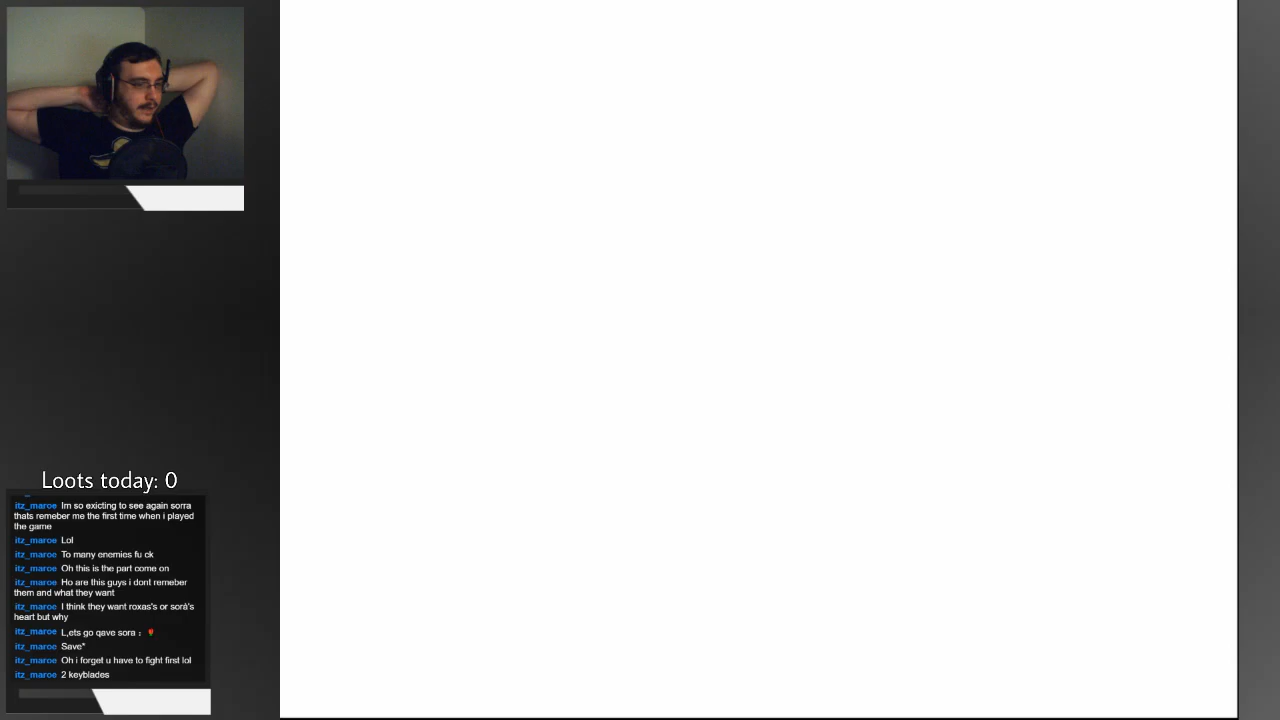 Loots today: 0
itz_maroe Im so exicting to see again sorra
thats remeber me the first time when i played
the game
itz_maroe Lol
itz_maroe To many enemies fu ck
itz_maroe Oh this is the part come on
itz_maroe Ho are this guys i dont remeber
them and what they want
itz_maroe I think they want roxas's or sora's
heart but why
itz_maroe L,ets go qave sora :
itz_maroe Save*
itz_maroe Oh i forget u have to fight first lol
itz_maroe 2 keyblades